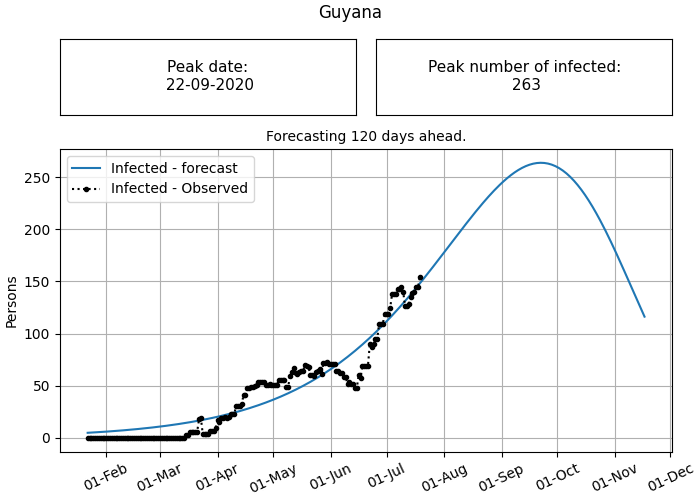 Guyana
Peak date:
22-09-2020
Peak number of infected:
263
Forecasting 120 days ahead.
Infected - forecast
Infected - Observed
Persons
250
200
150
100
50
0
01-Feb
01-Mar
01-Apr
01-May
01-Jun
01-Jul
01-Aug
01-Sep
01-Oct
01-Nov
01-Dec